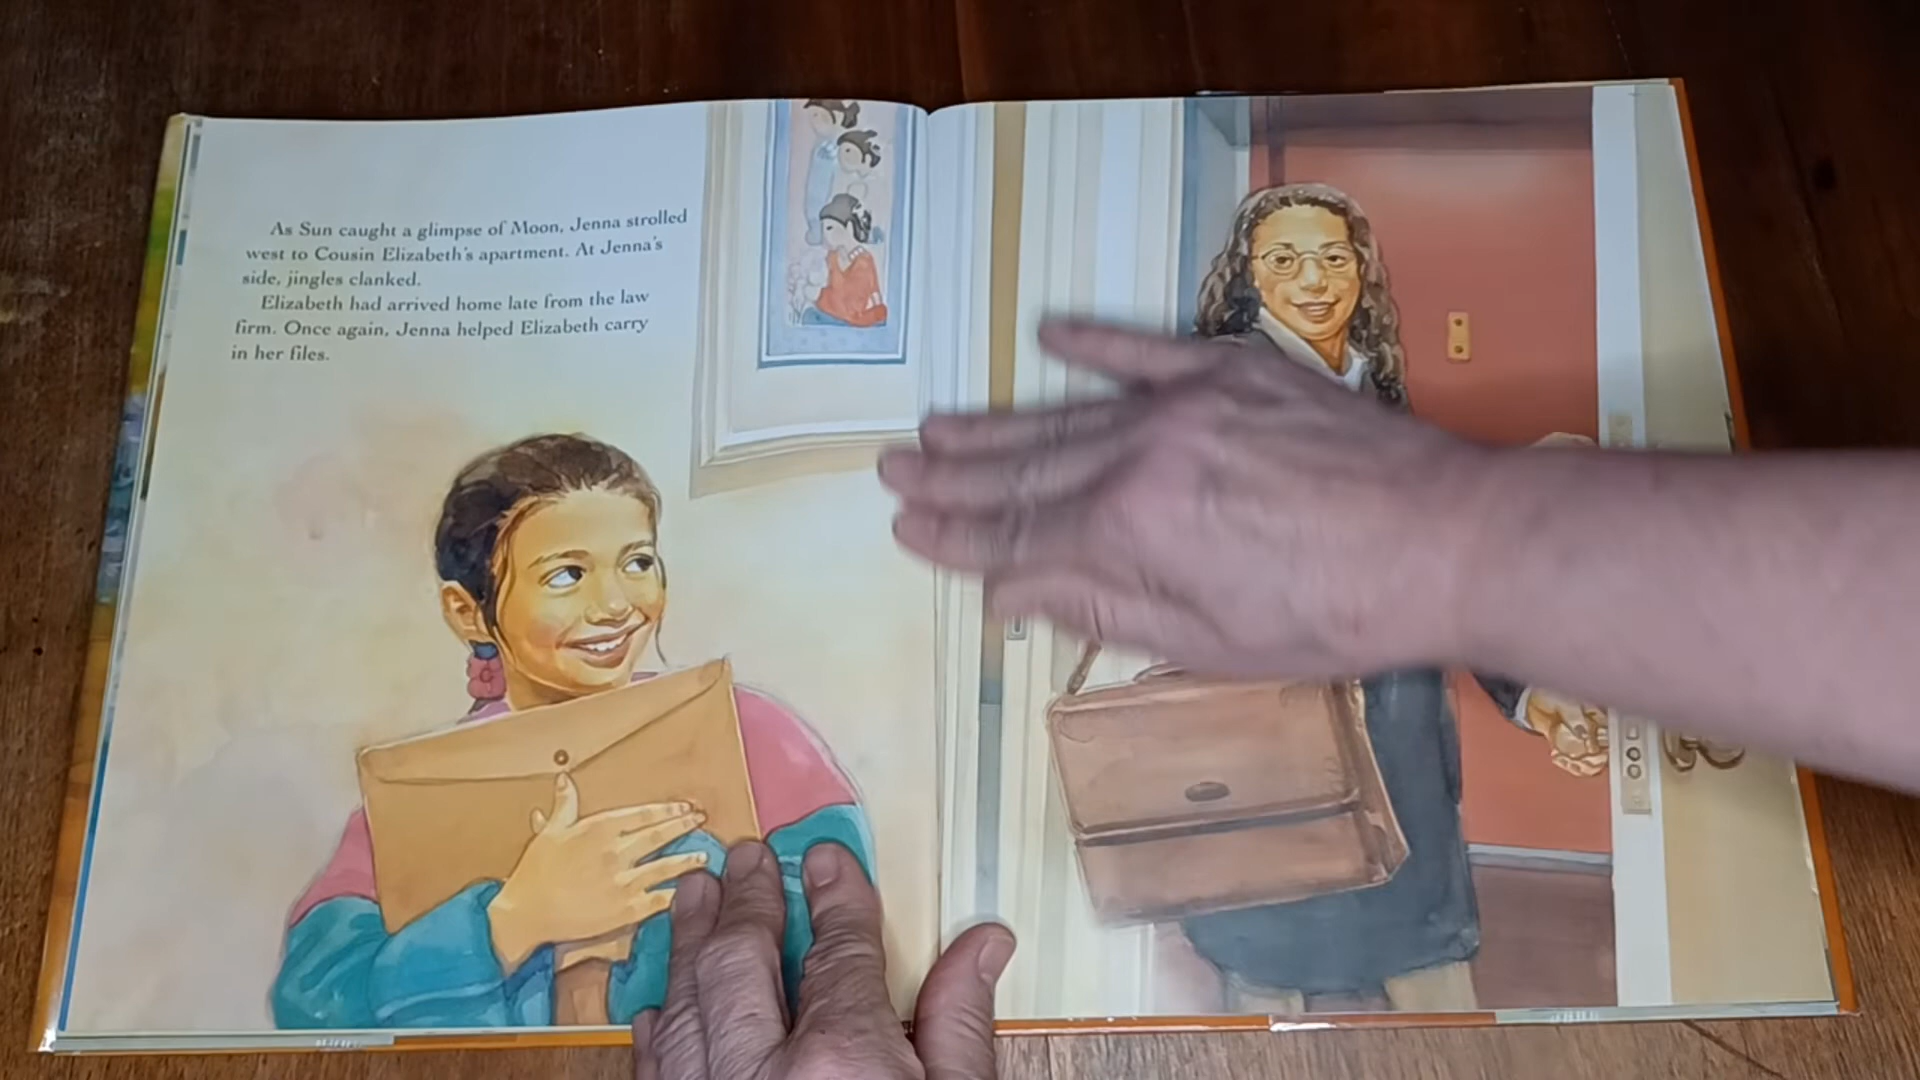 As Sun caught a glimpse of Moon, Jenna strolled
west to Cousin Elizabeth's apartment. At Jenna's
side, jingles clanked.
Elizabeth had arrived home late from the law
firm. Once again, Jenna helped Elizabeth carry
in her files.